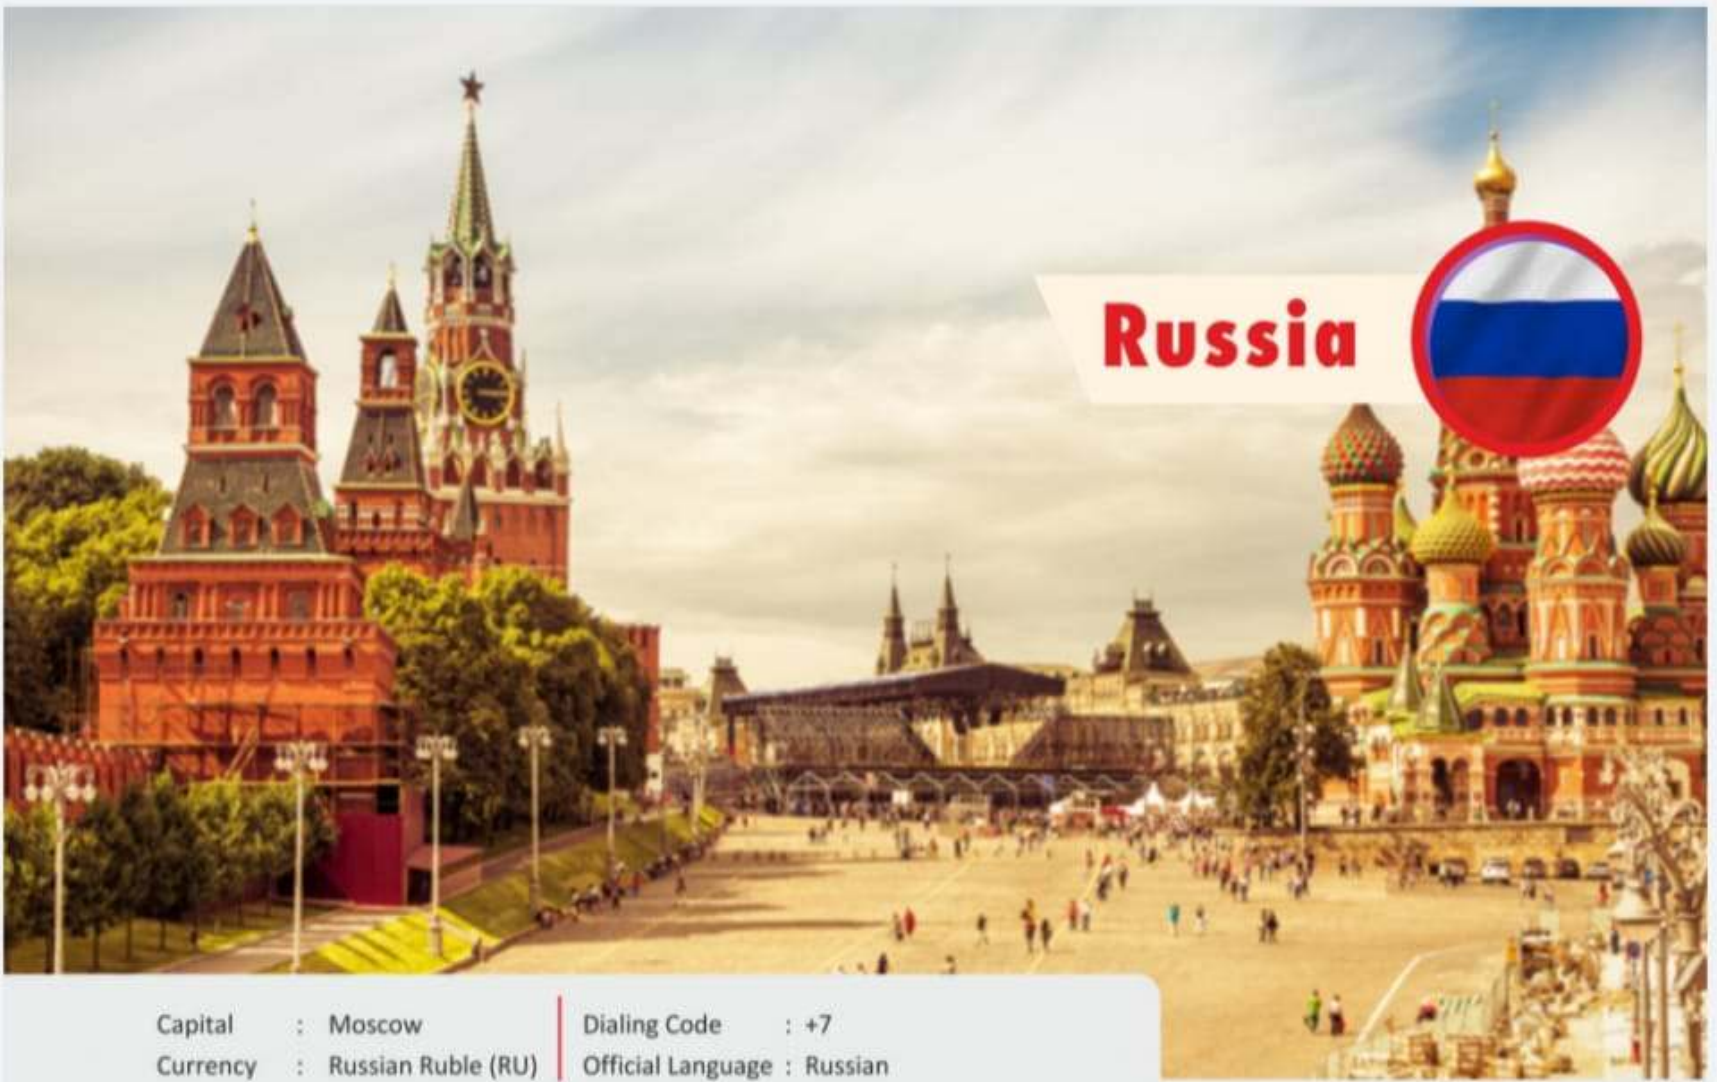 Russia
Capital : Moscow
Currency : Russian Ruble (RU)
Dialing Code : +7
Official Language : Russian